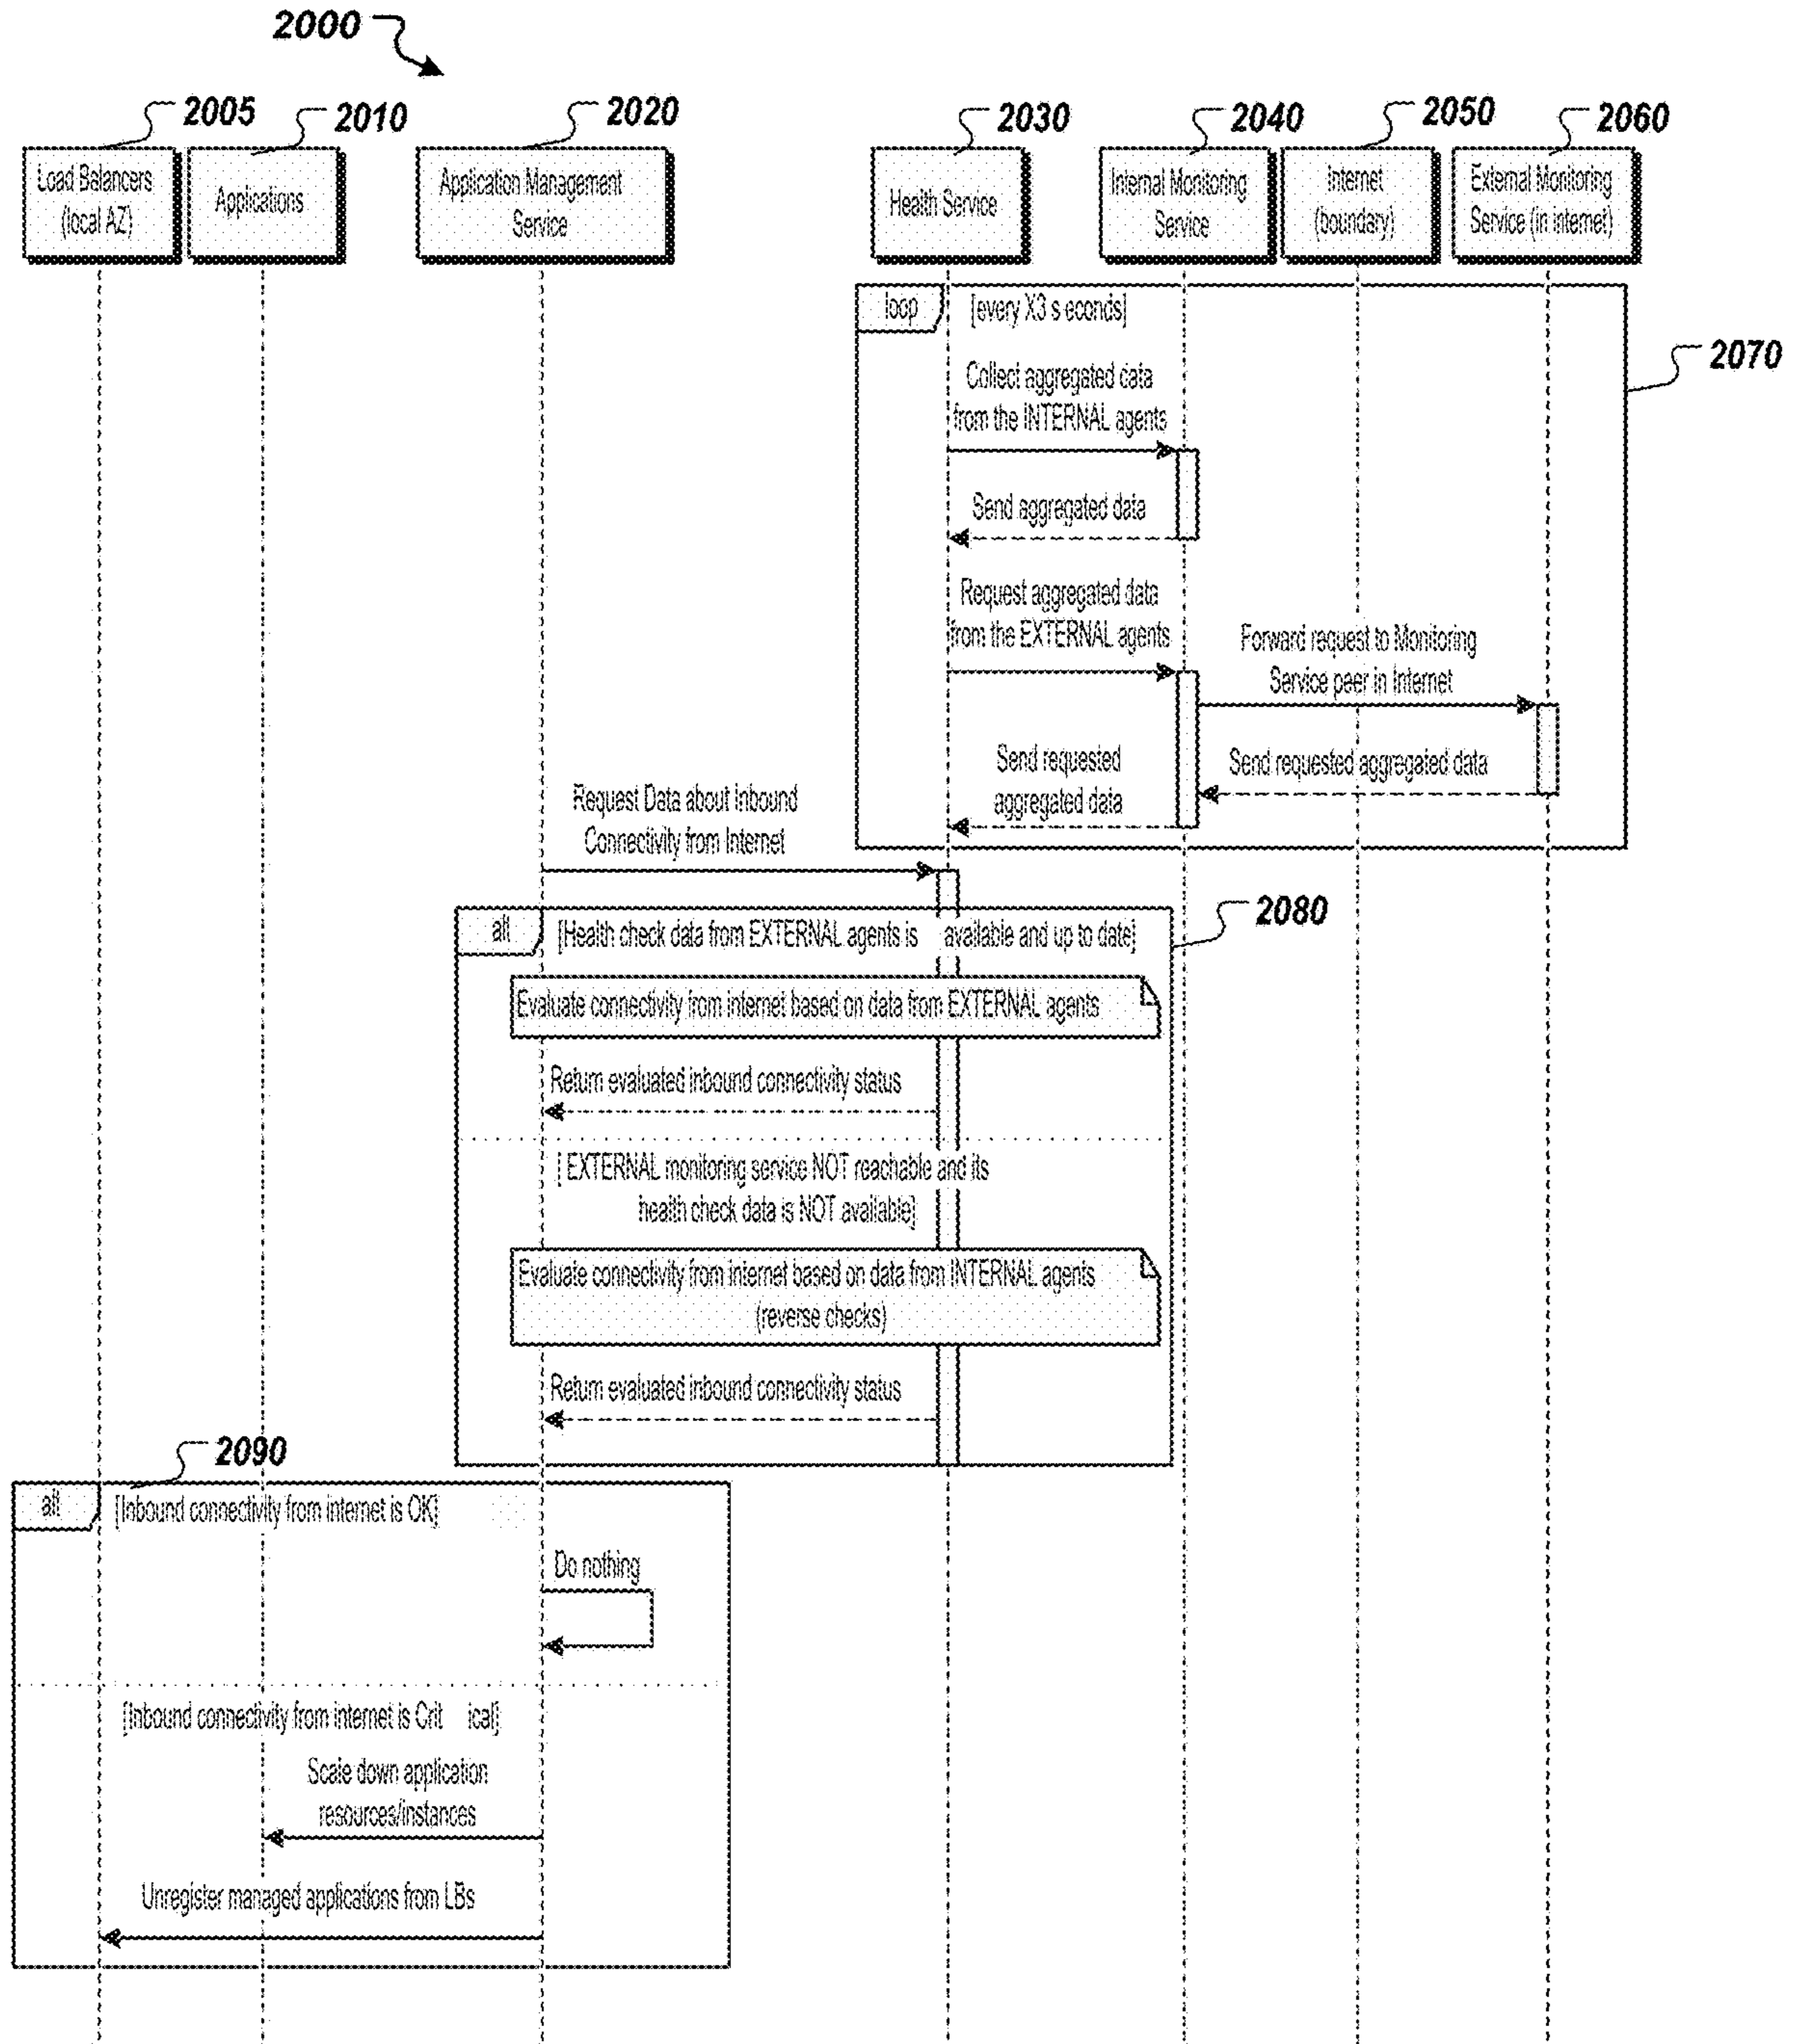 2000
2005
2010
2020
2030
2040
2050
2060
Load Balancers
(local AZ)
Applications
Application Management
Service
Health Service
Internal Monitoring
Service
Internet
(boundary)
External Monitoring
Service (in internet)
loop
[every X3 s econds]
2070
Collect aggregated data
from the INTERNAL agents
Send aggregated data
Request aggregated data
from the EXTERNAL agents
Forward request to Monitoring
Service peer in Internet
Send requested
aggregated data
Send requested aggregated data
Request Data about Inbound
Connectivity from Internet
2080
alt
[Health check data from EXTERNAL agents is available and up to date]
Evaluate connectivity from internet based on data from EXTERNAL agents
Return evaluated inbound connectivity status
[ EXTERNAL monitoring service NOT reachable and its
health check data is NOT available]
Evaluate connectivity from internet based on data from INTERNAL agents
(reverse checks)
Return evaluated inbound connectivity status
2090
alt
[Inbound connectivity from internet is OK]
Do nothing
[Inbound connectivity from internet is Crit ical]
Scale down application
resources/instances
Unregister managed applications from LBs